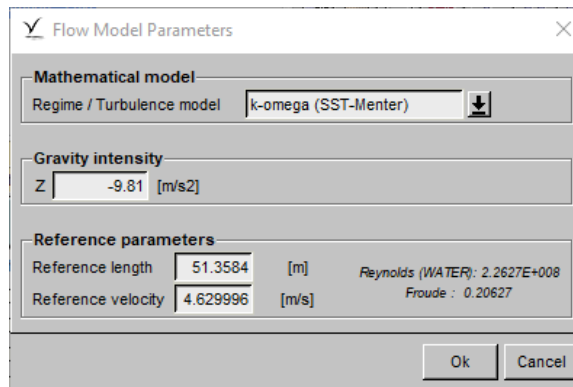 Flow Model Parameters
Mathematical model
Regime / Turbulence model k-omega (SST-Menter)
Gravity intensity
Z -9.81 [m/s2]
Reference parameters
Reference length 51.3584 [m]
Reynolds (WATER): 2.2627E+008
Reference velocity 4.629996 [m/s]
Froude : 0.20627
Ok Cancel